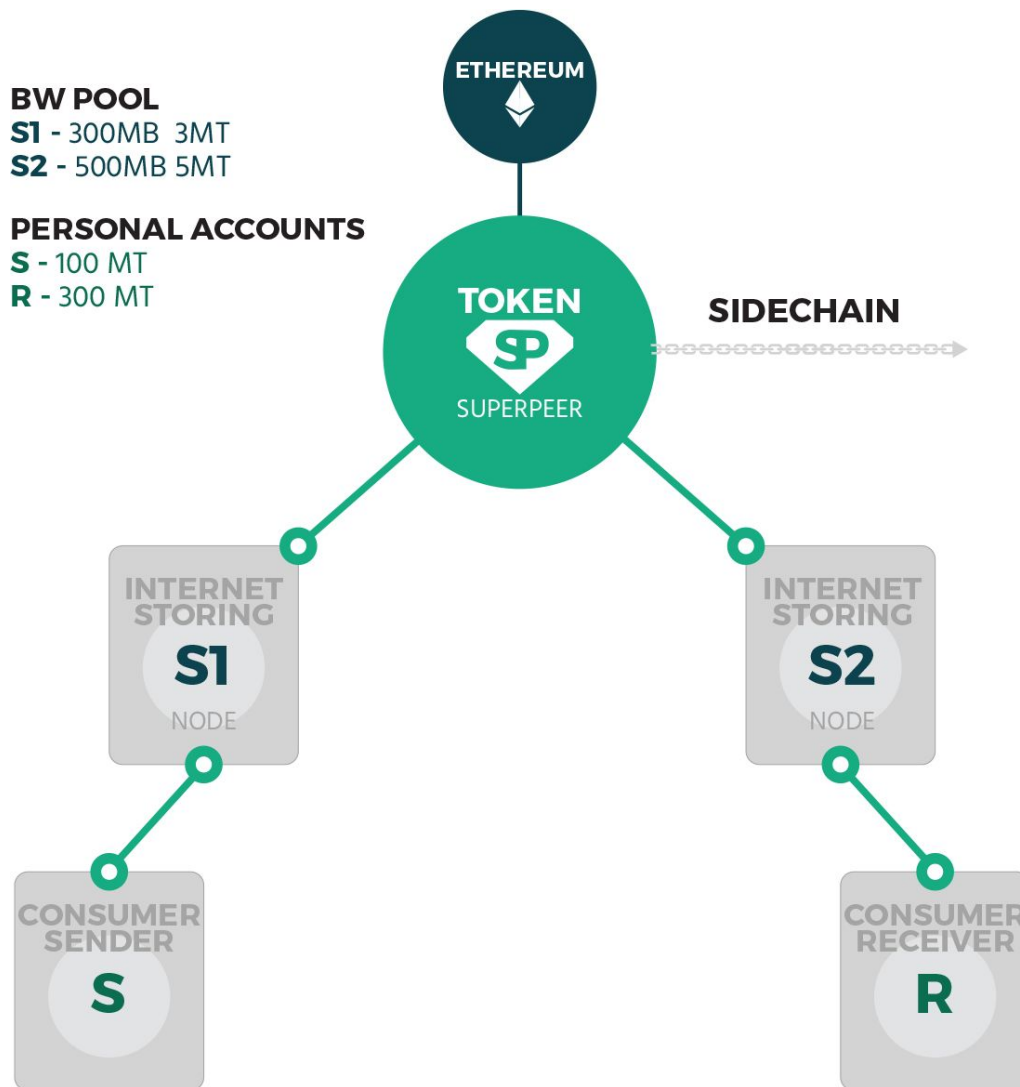 ETHEREUM
BW POOL
S1 - 300MB 3MT
S2 - 500MB 5MT
PERSONAL ACCOUNTS
S - 100 MT
R - 300 MT
TOKEN
SP
SUPERPEER
SIDECHAIN
INTERNET
STORING
S1
NODE
INTERNET
STORING
S2
NODE
CONSUMER
SENDER
S
CONSUMER
RECEIVER
R